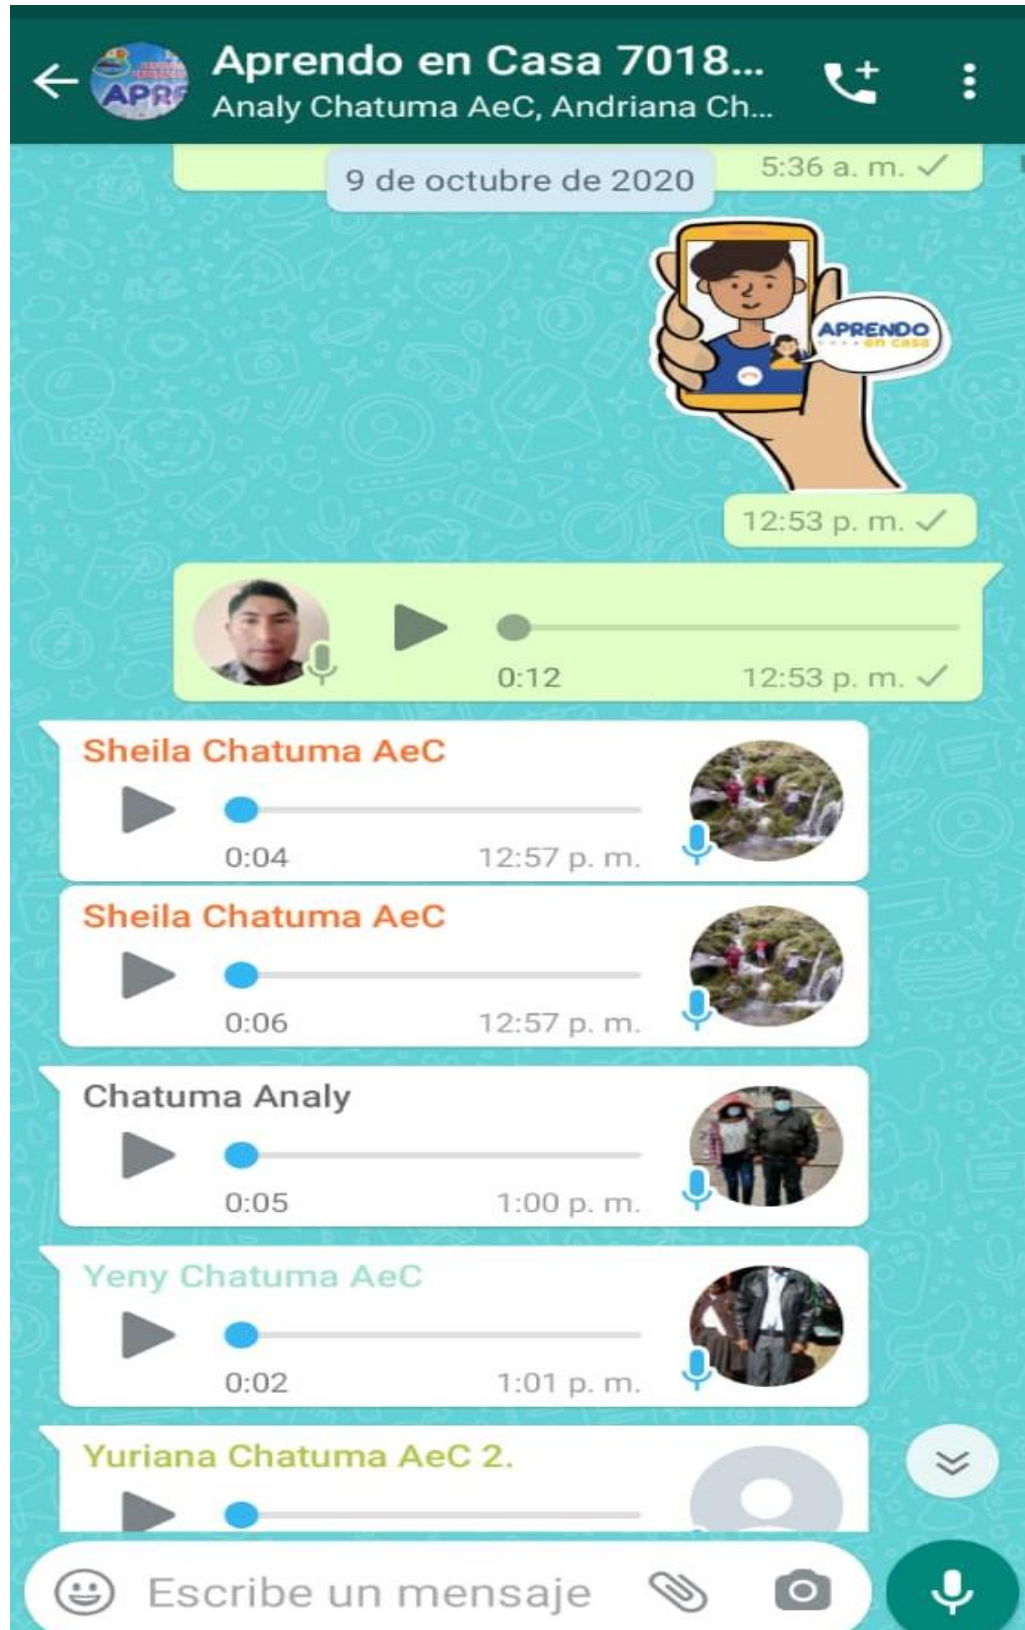 Aprendo en Casa 7018...
Analy Chatuma AeC, Andriana Ch...
5:36 a. m.
9 de octubre de 2020
APRENDO
en casa
12:53 p. m.
0:12 12:53 p. m.
Sheila Chatuma AeC
0:04 12:57 p. m.
Sheila Chatuma AeC
0:06 12:57 p. m.
Chatuma Analy
0:05 1:00 p. m.
Yeny Chatuma AeC
0:02 1:01 p. m.
Yuriana Chatuma AeC 2.
Escribe un mensaje